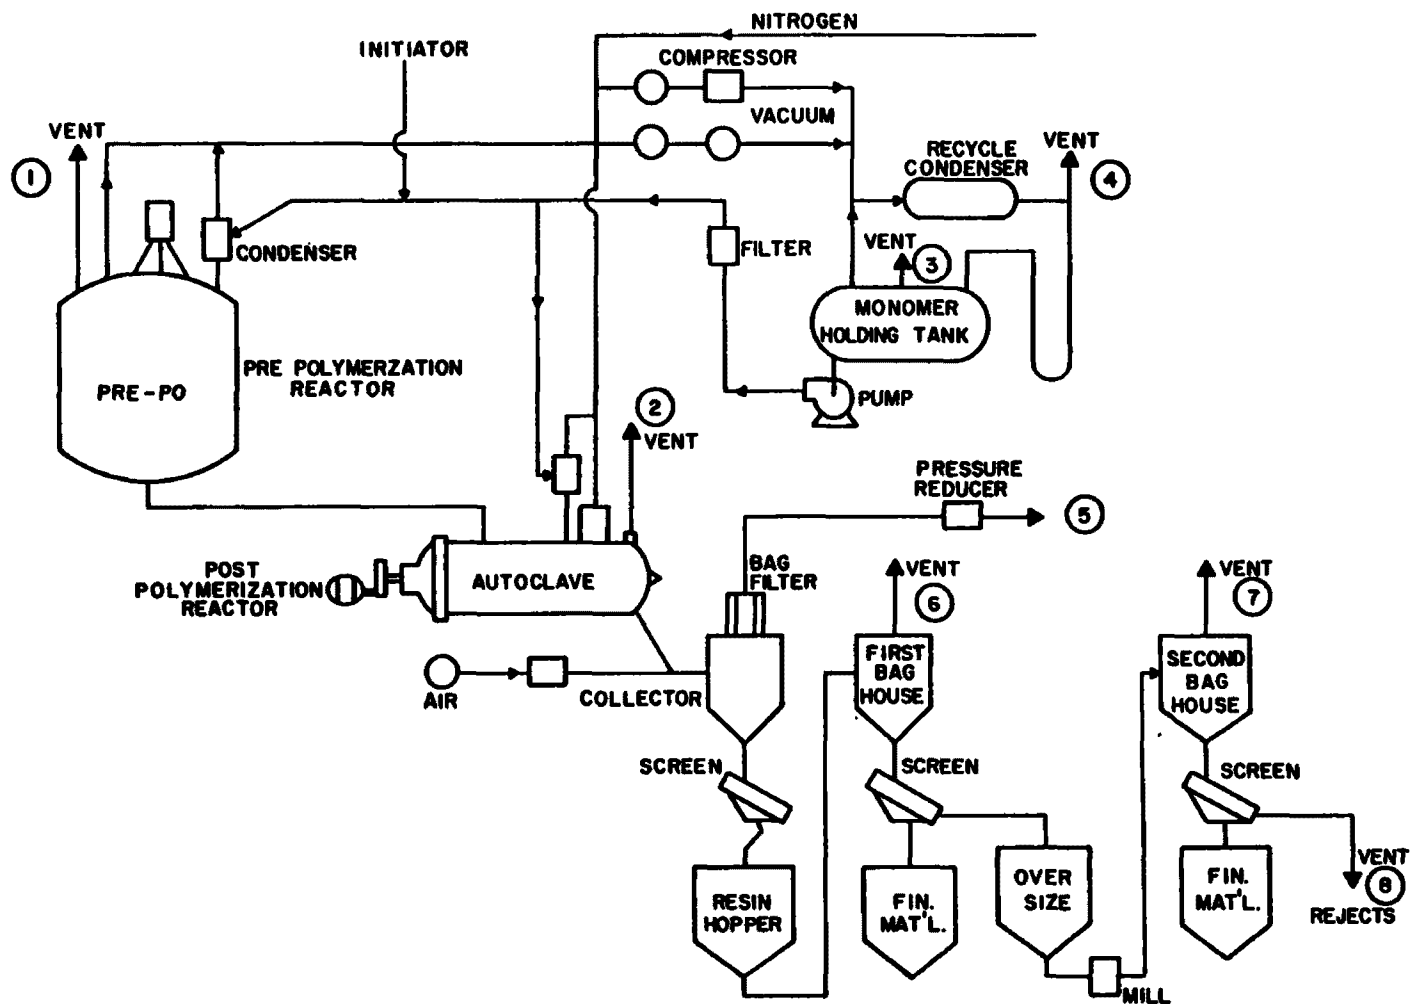 NITROGEN
INITIATOR
COMPRESSOR
VENT
1
VACUUM
RECYCLE
CONDENSER
VENT
4
CONDENSER
FILTER
VENT
3
MONOMER
HOLDING TANK
PRE POLYMERZATION
REACTOR
PRE-PO
PUMP
2
VENT
PRESSURE
REDUCER
5
POST
POLYMERIZATION
REACTOR
AUTOCLAVE
BAG
FILTER
VENT
6
VENT
7
AIR
COLLECTOR
FIRST
BAG
HOUSE
SECOND
BAG
HOUSE
SCREEN
SCREEN
SCREEN
RESIN
HOPPER
FIN.
MAT'L.
OVER
SIZE
FIN.
MAT'L.
VENT
8
REJECTS
MILL